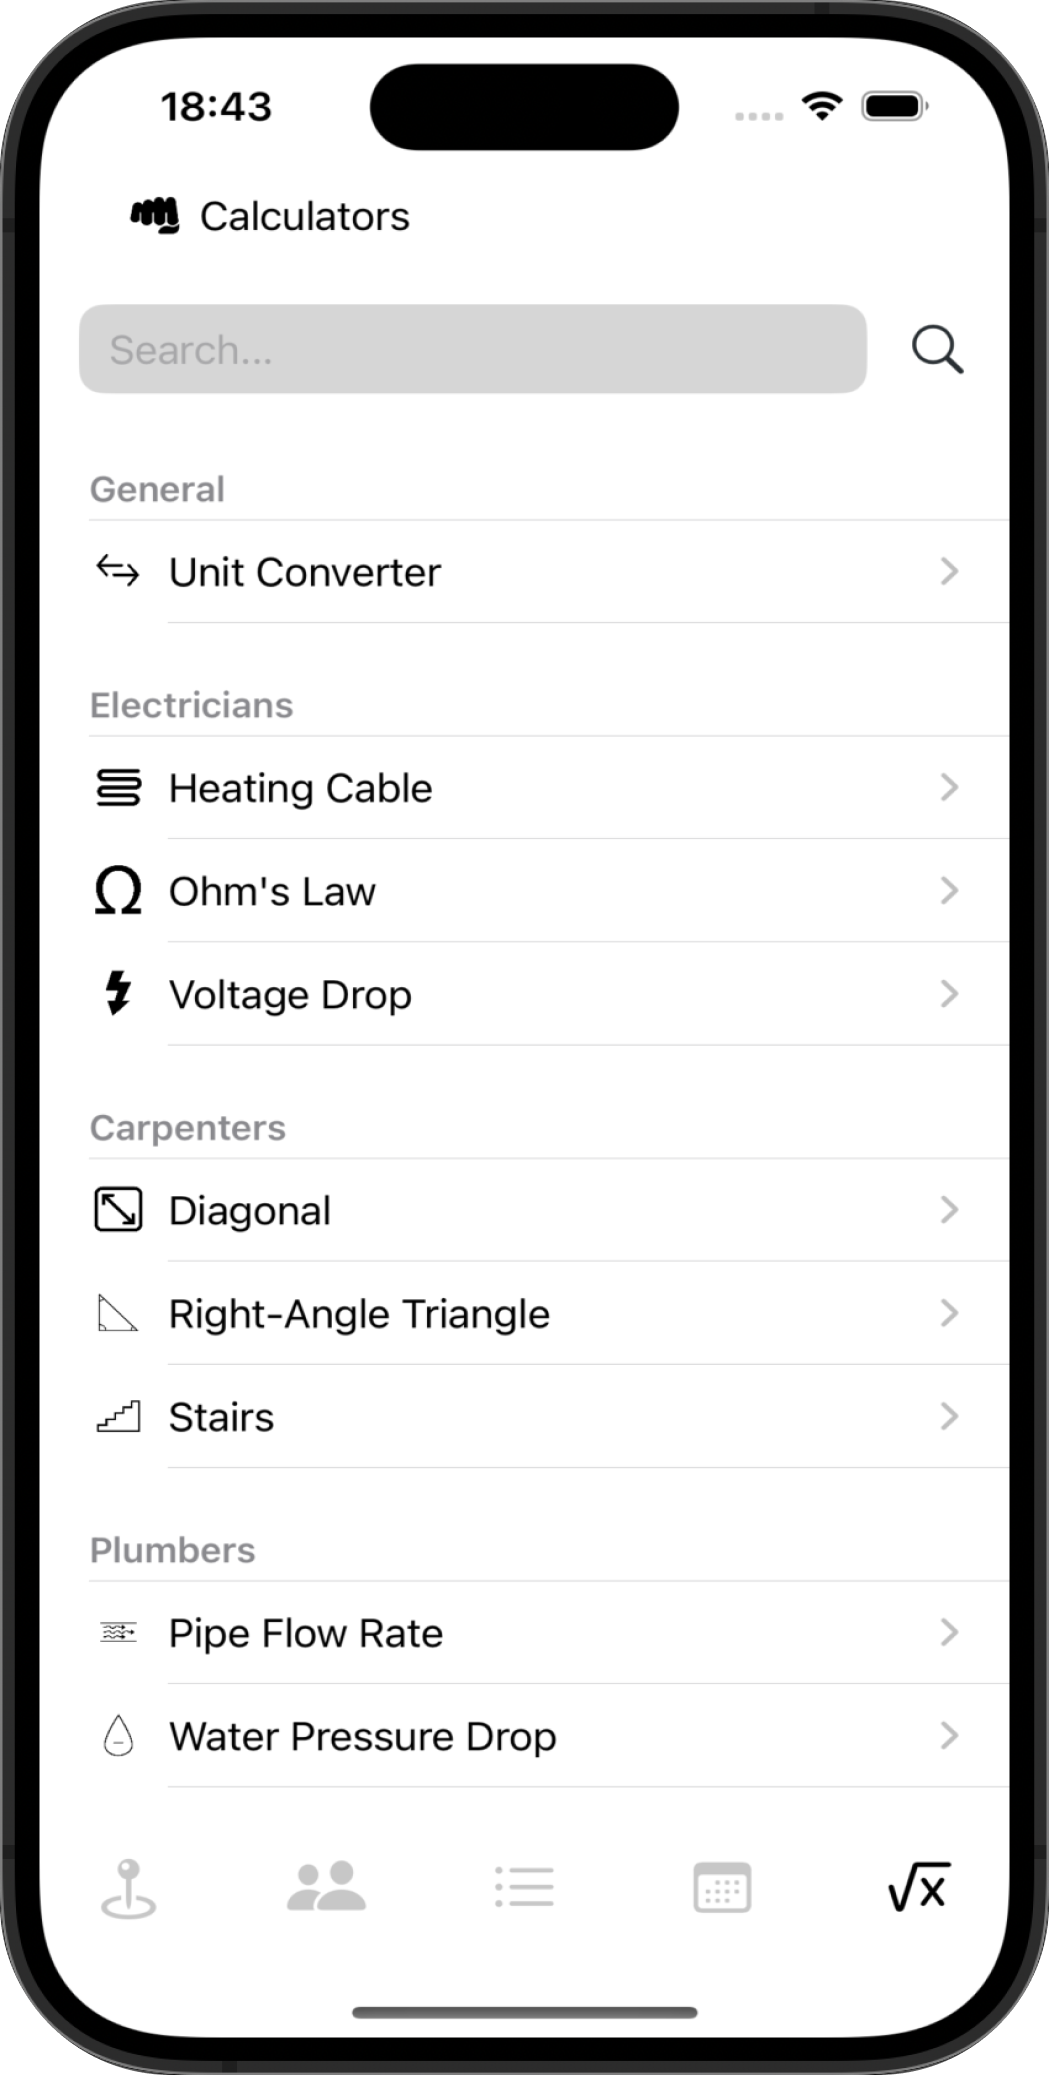 18:43
Calculators
Search...
General
Unit Converter
Electricians
Heating Cable
Ω Ohm's Law
Voltage Drop
Carpenters
Diagonal
Right-Angle Triangle
Stairs
Plumbers
Pipe Flow Rate
Water Pressure Drop
√x